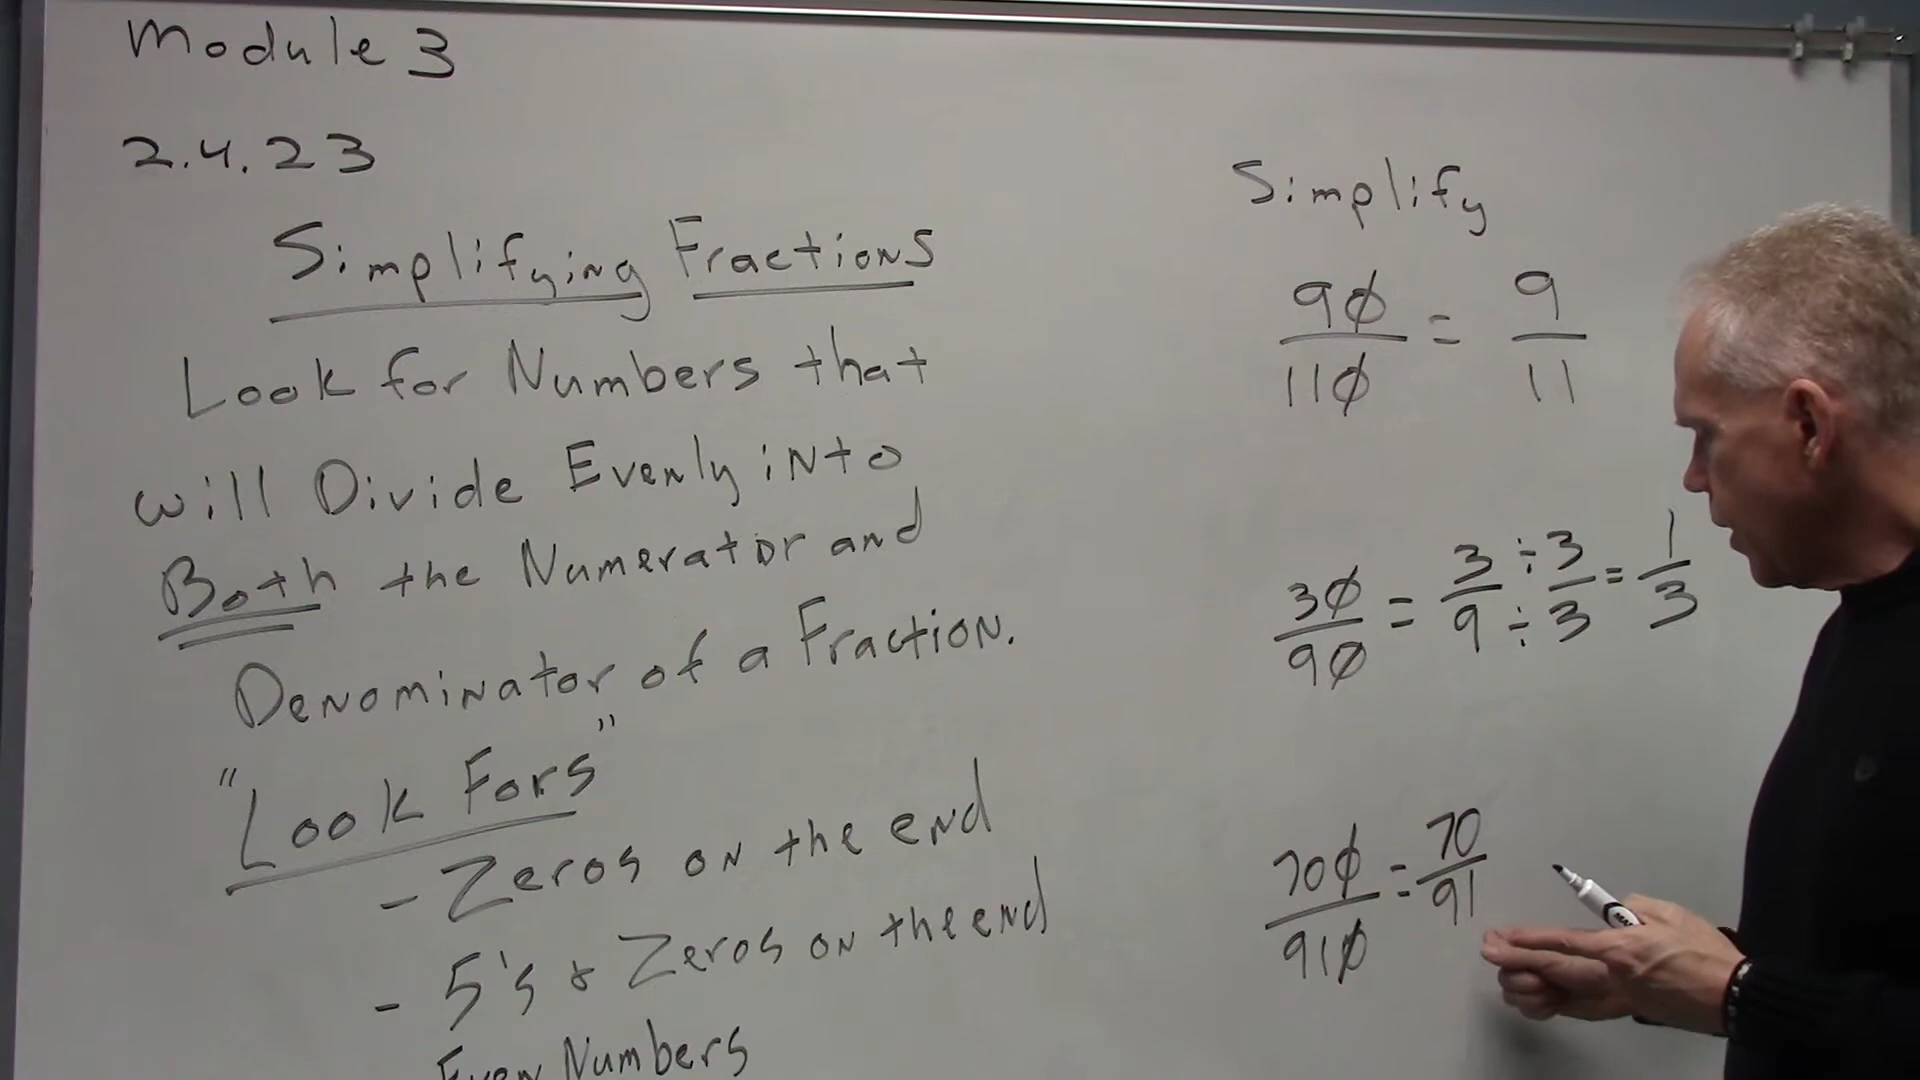 Module 3
2.4.23
Simplifying Fractions
Look for Numbers that
will Divide Evenly into
Both the Numerator and
Denominator of a Fraction.
"Look Fors"
- Zeros on the end
- 5's & Zeros on the end
Even Numbers
Simplify
90/110 = 9/11
30/90 = 3/9 ÷ 3/÷ 3 = 1/3
700/910 = 70/91